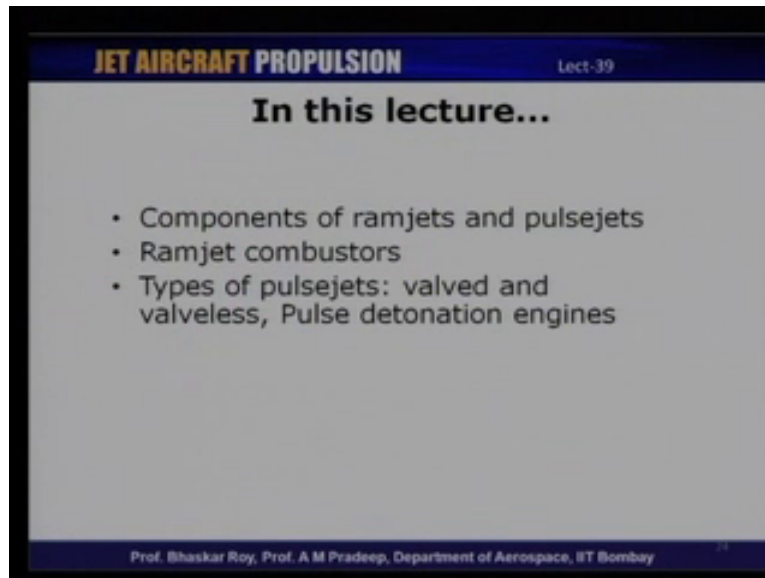 JET AIRCRAFT PROPULSION
Lect-39
In this lecture...
• Components of ramjets and pulsejets
• Ramjet combustors
• Types of pulsejets: valved and
valveless, Pulse detonation engines
24
Prof. Bhaskar Roy, Prof. A M Pradeep, Department of Aerospace, IIT Bombay